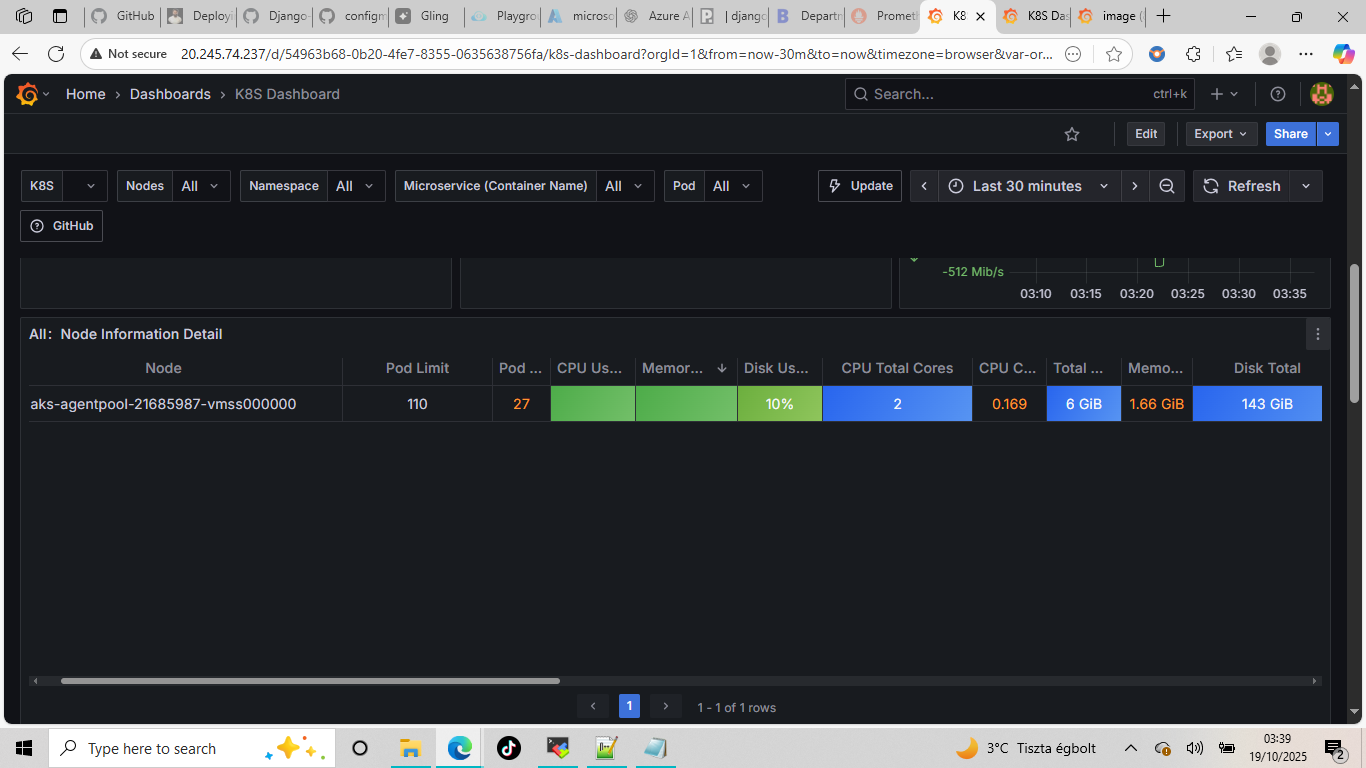 GitHub
Deployi
Django-
configm
Gling
Playgro
microso
Azure A
| djang
Departr
Prometh
K8
K8S Das
image (
Not secure
20.245.74.237/d/54963b68-0b20-4fe7-8355-0635638756fa/k8s-dashboard?orgId=1&from=now-30m&to=now&timezone=browser&var-or...
Home › Dashboards › K8S Dashboard
Search...
ctrl+k
Edit
Export
Share
K8S
Nodes All
Namespace All
Microservice (Container Name) All
Pod All
Update
Last 30 minutes
Refresh
GitHub
-512 Mib/s
03:10 03:15 03:20 03:25 03:30 03:35
All：Node Information Detail
Node Pod Limit Pod ... CPU Us... Memor... Disk Us... CPU Total Cores CPU C... Total ... Memo... Disk Total
aks-agentpool-21685987-vmss000000 110 27 10% 2 0.169 6 GiB 1.66 GiB 143 GiB
1
1 - 1 of 1 rows
Type here to search
3°C Tiszta égbolt
03:39
19/10/2025
2